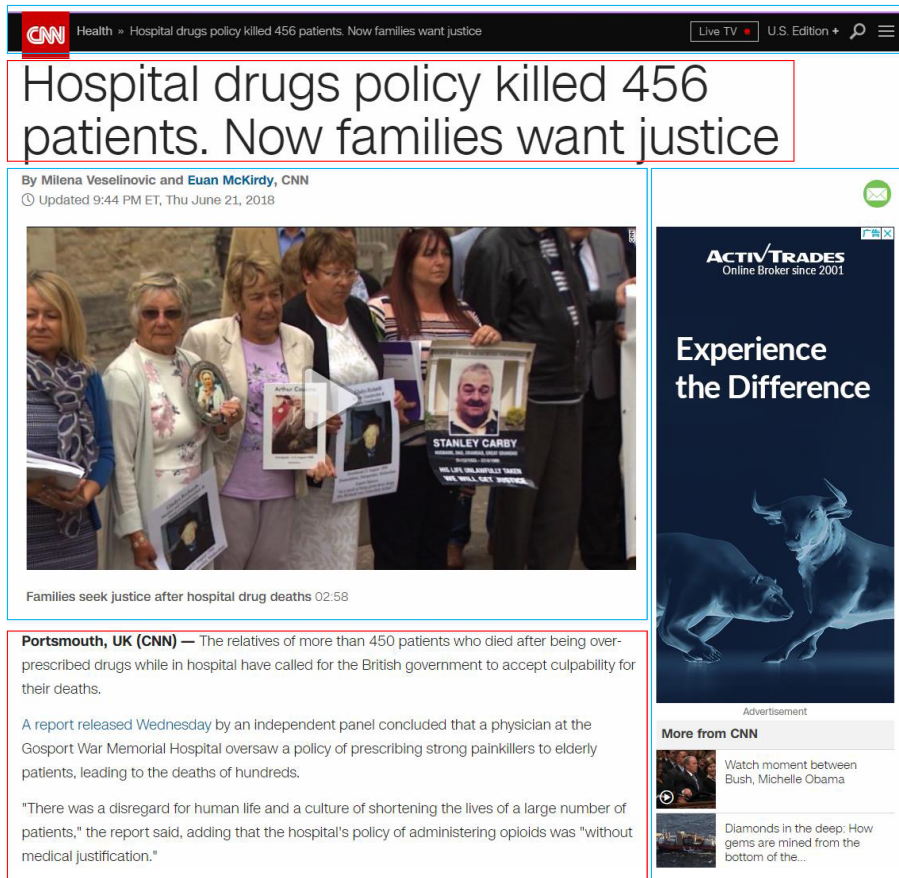 CNN
Health » Hospital drugs policy killed 456 patients. Now families want justice
Live TV
U.S. Edition +
Hospital drugs policy killed 456
patients. Now families want justice
By Milena Veselinovic and Euan McKirdy, CNN
Updated 9:44 PM ET, Thu June 21, 2018
CNN
STANLEY CARBY
HIS LIFE UNLAWFULLY TAKEN
WE WILL GET JUSTICE
Families seek justice after hospital drug deaths 02:58
Portsmouth, UK (CNN) — The relatives of more than 450 patients who died after being over-
prescribed drugs while in hospital have called for the British government to accept culpability for
their deaths.
A report released Wednesday by an independent panel concluded that a physician at the
Gosport War Memorial Hospital oversaw a policy of prescribing strong painkillers to elderly
patients, leading to the deaths of hundreds.
"There was a disregard for human life and a culture of shortening the lives of a large number of
patients," the report said, adding that the hospital's policy of administering opioids was "without
medical justification."
广告
ACTIVTRADES
Online Broker since 2001
Experience
the Difference
Advertisement
More from CNN
Watch moment between
Bush, Michelle Obama
Diamonds in the deep: How
gems are mined from the
bottom of the...